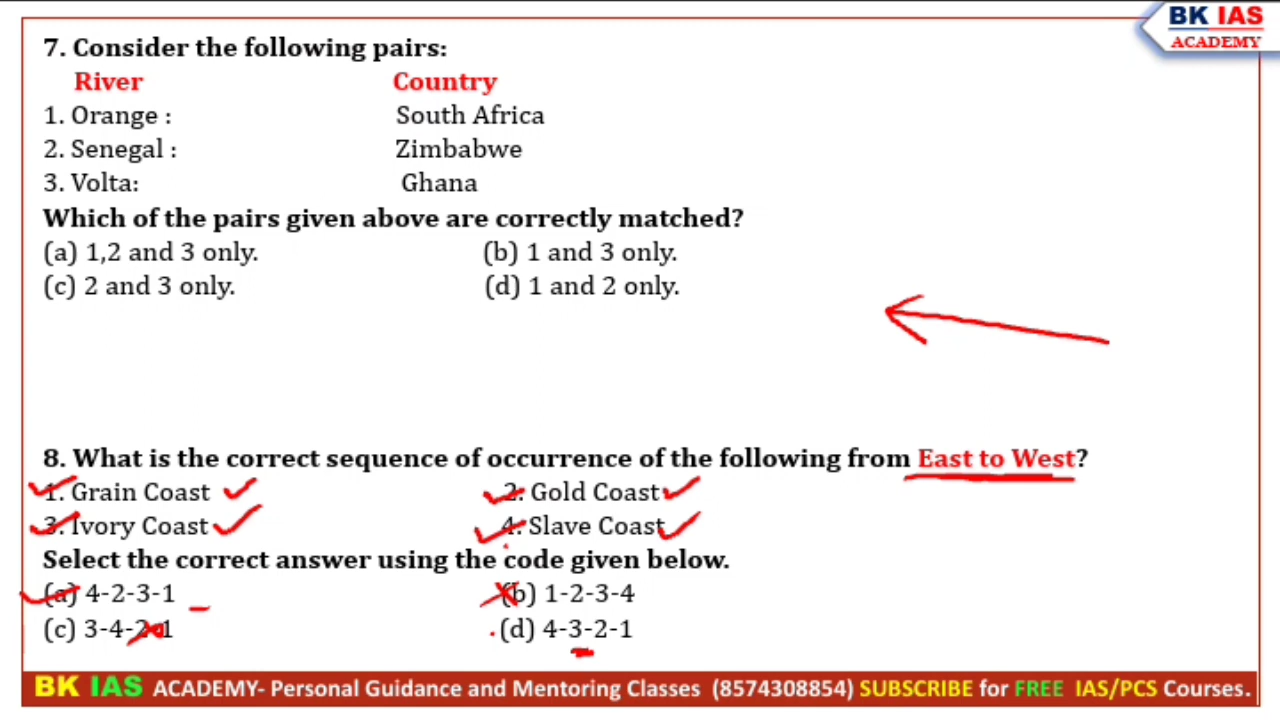 BK IAS
ACADEMY
7. Consider the following pairs:
River Country
1. Orange : South Africa
2. Senegal : Zimbabwe
3. Volta: Ghana
Which of the pairs given above are correctly matched?
(a) 1,2 and 3 only. (b) 1 and 3 only.
(c) 2 and 3 only. (d) 1 and 2 only.
8. What is the correct sequence of occurrence of the following from East to West?
1. Grain Coast 2. Gold Coast
3. Ivory Coast 4. Slave Coast
Select the correct answer using the code given below.
(a) 4-2-3-1 (b) 1-2-3-4
(c) 3-4-2-1 (d) 4-3-2-1
BK IAS ACADEMY- Personal Guidance and Mentoring Classes (8574308854) SUBSCRIBE for FREE IAS/PCS Courses.